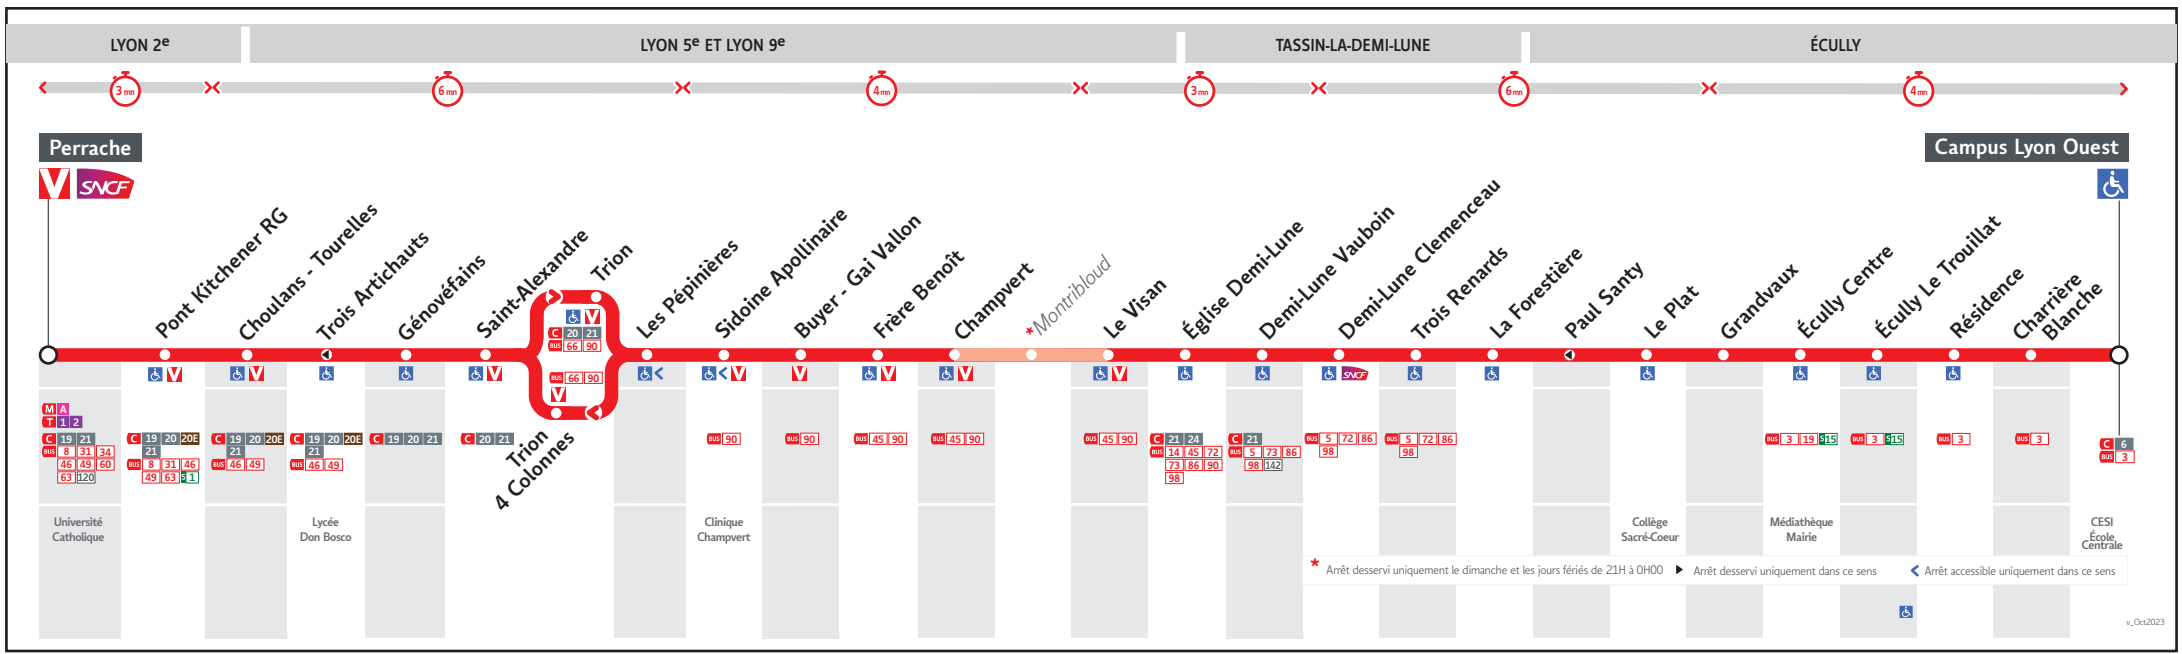 LYON 2e
LYON 5e ET LYON 9e
TASSIN-LA-DEMI-LUNE
ÉCULLY
3 mn
6 mn
4 mn
3 mn
6 mn
4 mn
Perrache
V SNCF
Campus Lyon Ouest
Pont Kitchener RG
Choulans - Tourelles
Trois Artichauts
Génovéfains
Saint-Alexandre
Trion
Les Pépinières
Sidoine Apollinaire
Buyer - Gai Vallon
Frère Benoît
Champvert
*Montribloud
Le Visan
Église Demi-Lune
Demi-Lune Vauboin
Demi-Lune Clemenceau
Trois Renards
La Forestière
Paul Santy
Le Plat
Grandvaux
Écully Centre
Écully Le Trouillat
Résidence
Charrière
Blanche
V
C 20 21
BUS 66 90
BUS 66 90
V
Trion
4 Colonnes
V
V
V
<
< V
V
V
V
V
SNCF
M A
T 1 2
C 19 21
BUS 8 31 34
46 49 60
63 120
C 19 20 20E
21
BUS 8 31 46
49 63 S 1
C 19 20 20E
21
BUS 46 49
C 19 20 20E
21
BUS 46 49
C 19 20 21
C 20 21
BUS 90
BUS 90
BUS 45 90
BUS 45 90
BUS 45 90
C 21 24
BUS 14 45 72
73 86 90
98
C 21
BUS 5 73 86
98 142
BUS 5 72 86
98
BUS 5 72 86
98
BUS 3 19 S15
BUS 3 S15
BUS 3
BUS 3
C 6
BUS 3
Université
Catholique
Lycée
Don Bosco
Clinique
Champvert
Collège
Sacré-Coeur
Médiathèque
Mairie
CESI
École
Centrale
* Arrêt desservi uniquement le dimanche et les jours fériés de 21H à 0H00
Arrêt desservi uniquement dans ce sens
< Arrêt accessible uniquement dans ce sens
v_Oct2023